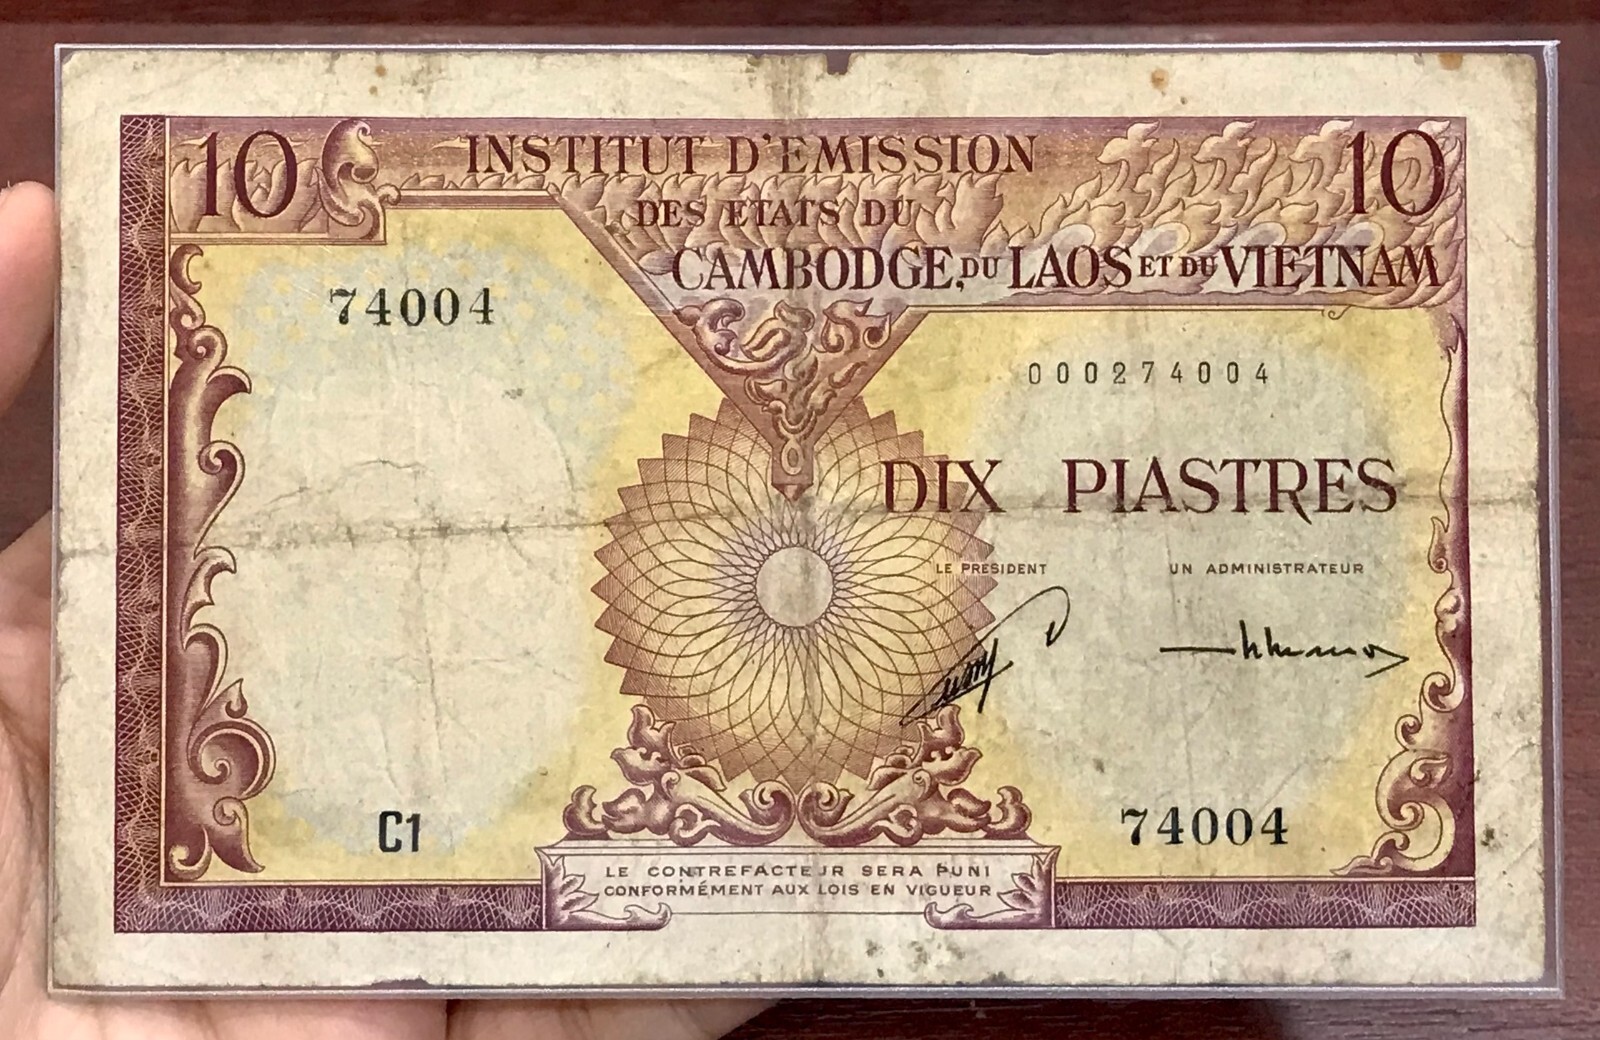 10
10
INSTITUT D'EMISSION
DES ETATS DU
CAMBODGE, DU LAOS ET DU VIETNAM
74004
000274004
DIX PIASTRES
LE PRESIDENT
UN ADMINISTRATEUR
C1
74004
LE CONTREFACTEUR SERA PUNI
CONFORMÉMENT AUX LOIS EN VIGUEUR